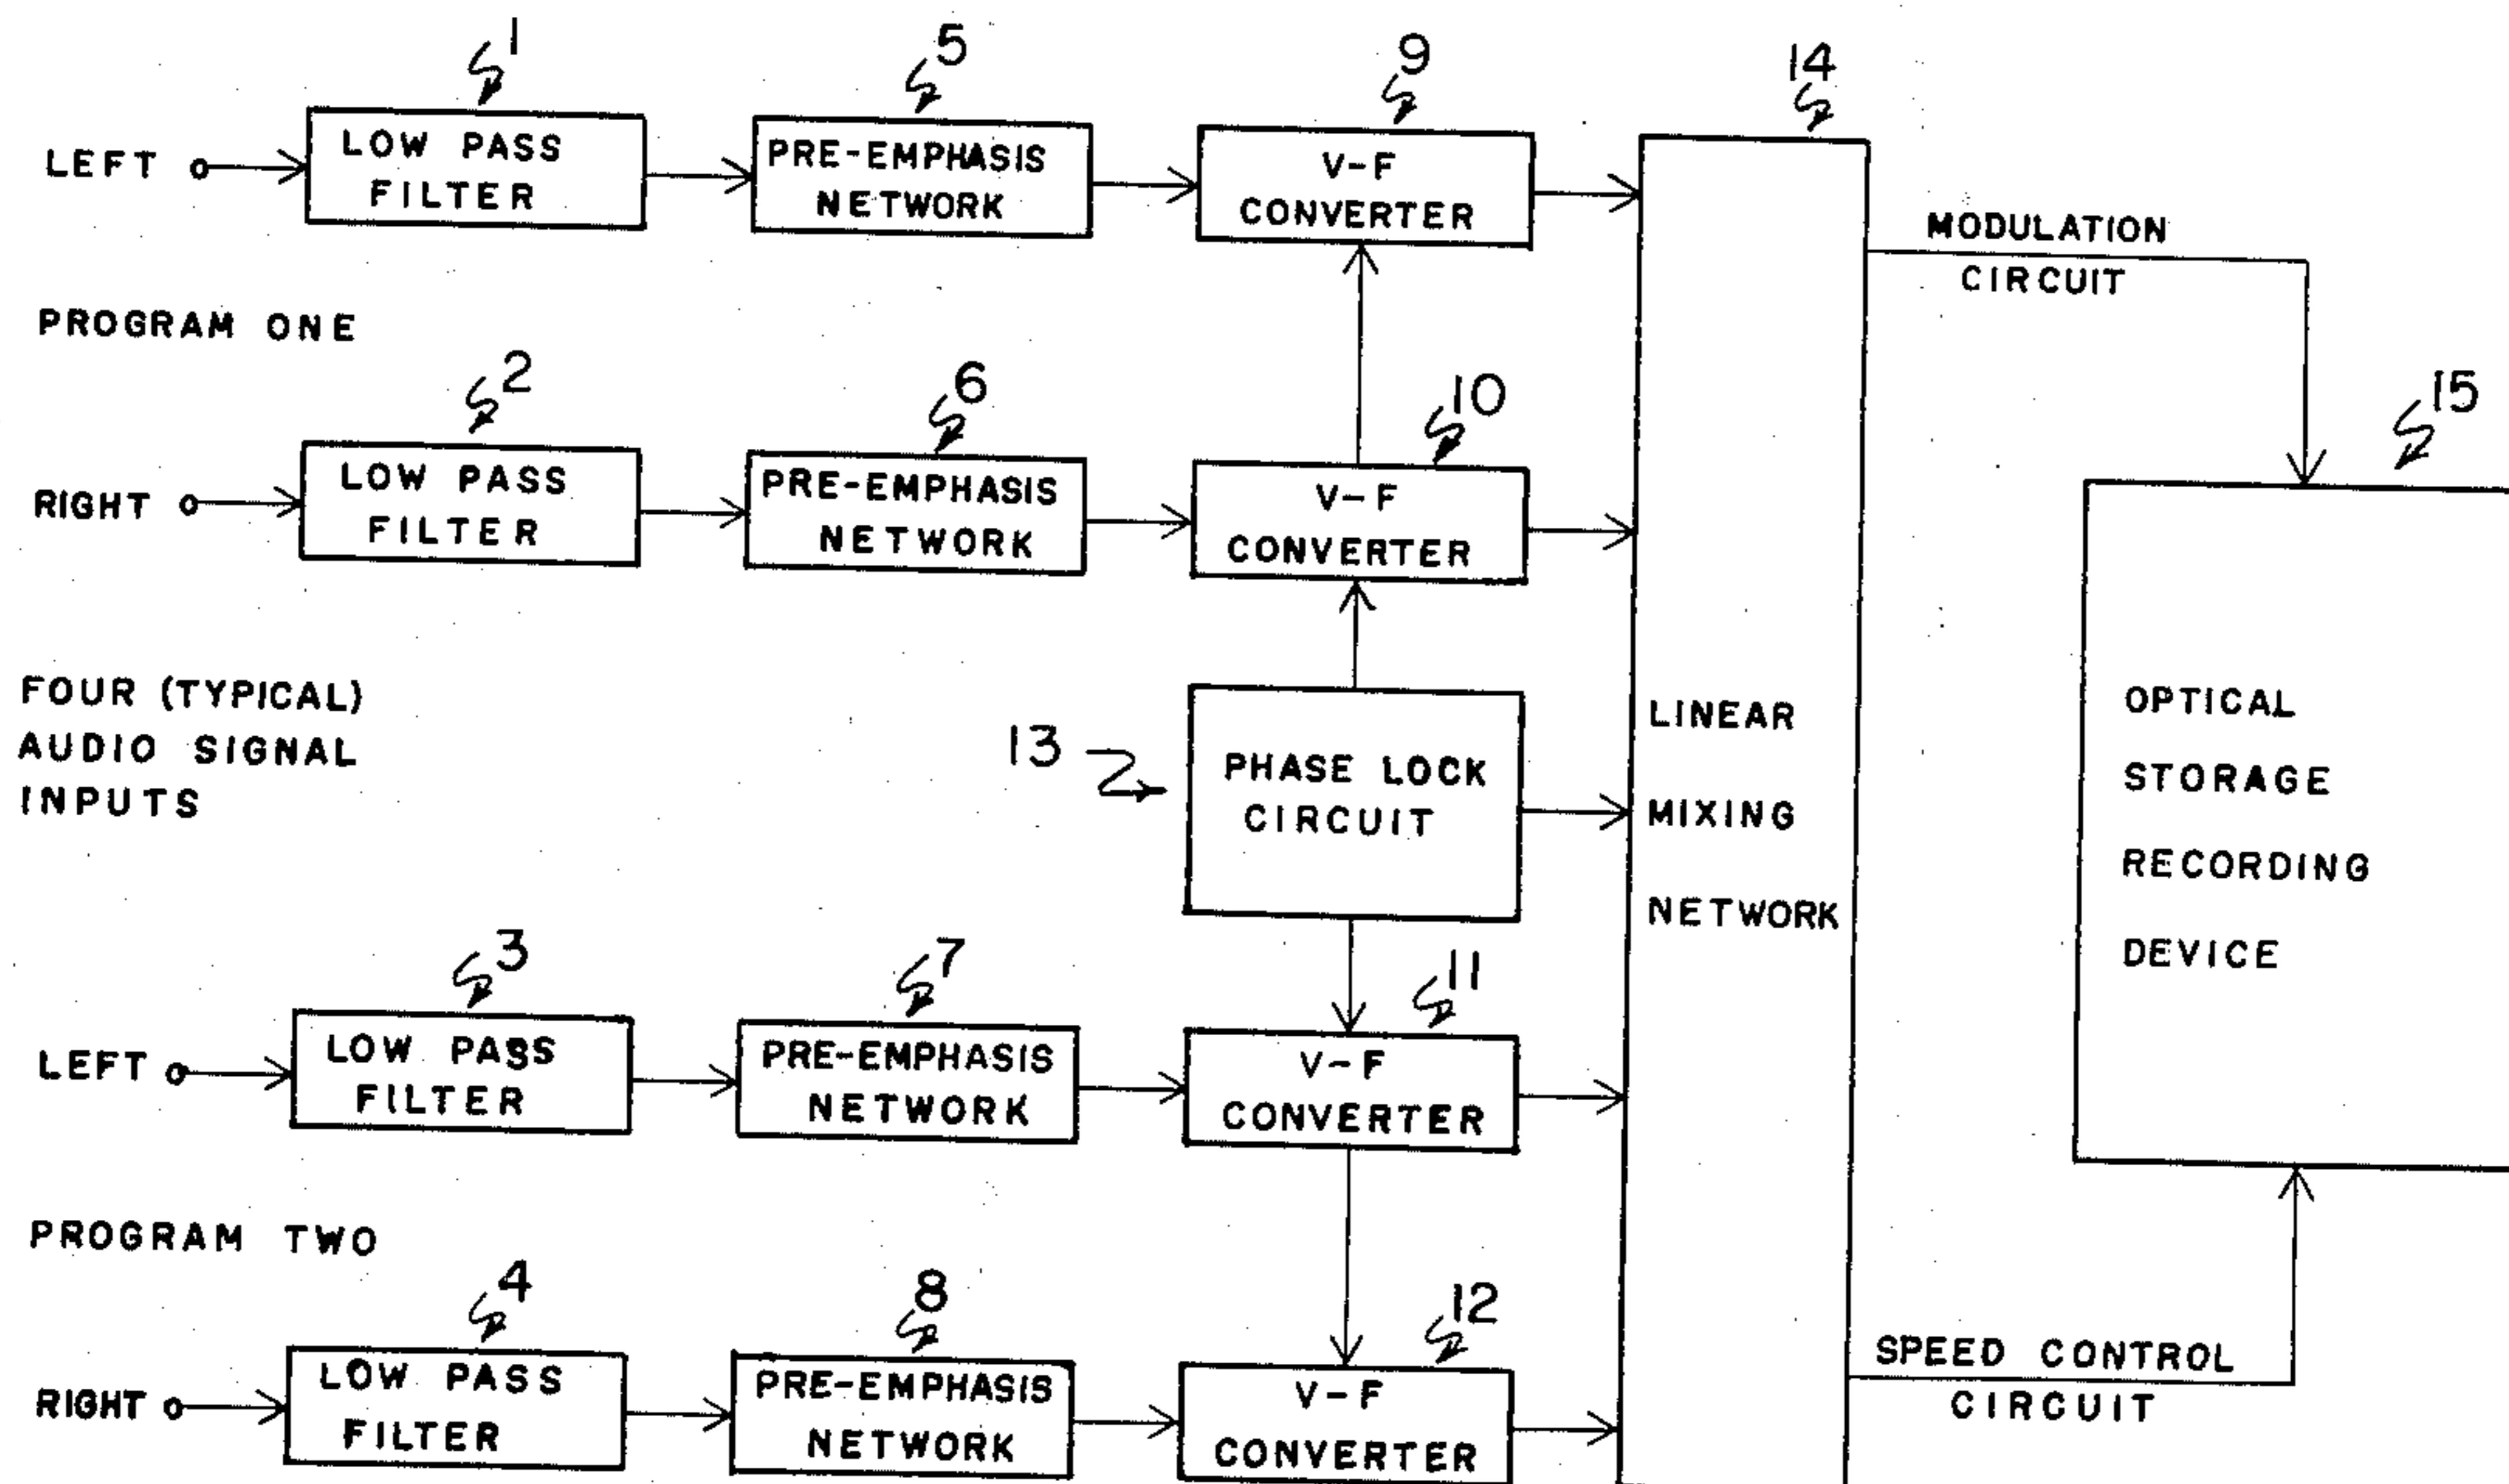 1
5
9
14
LEFT
LOW PASS
FILTER
PRE-EMPHASIS
NETWORK
V-F
CONVERTER
MODULATION
CIRCUIT
PROGRAM ONE
2
6
10
15
RIGHT
LOW PASS
FILTER
PRE-EMPHASIS
NETWORK
V-F
CONVERTER
FOUR (TYPICAL)
AUDIO SIGNAL
INPUTS
13
PHASE LOCK
CIRCUIT
LINEAR
MIXING
NETWORK
OPTICAL
STORAGE
RECORDING
DEVICE
3
7
11
LEFT
LOW PASS
FILTER
PRE-EMPHASIS
NETWORK
V-F
CONVERTER
PROGRAM TWO
4
8
12
RIGHT
LOW PASS
FILTER
PRE-EMPHASIS
NETWORK
V-F
CONVERTER
SPEED CONTROL
CIRCUIT